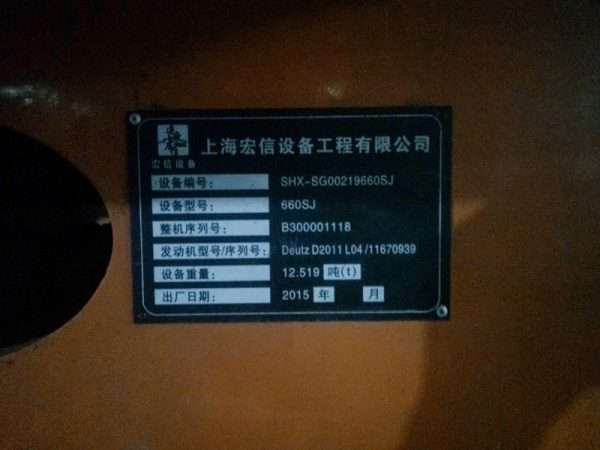 宏信设备
上海宏信设备工程有限公司
设备编号: SHX-SG00219660SJ
设备型号: 660SJ
整机序列号: B300001118
发动机型号/序列号: Deutz D2011 L04 /11670939
设备重量: 12.519 吨(t)
出厂日期: 2015 年 月